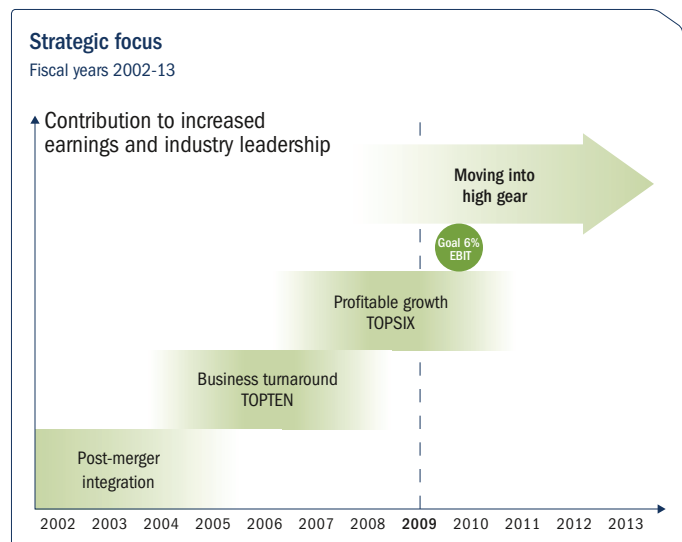 Strategic focus
Fiscal years 2002-13
Contribution to increased
earnings and industry leadership
Moving into
high gear
Goal 6%
EBIT
Profitable growth
TOPSIX
Business turnaround
TOPTEN
Post-merger
integration
2002 2003 2004 2005 2006 2007 2008 2009 2010 2011 2012 2013